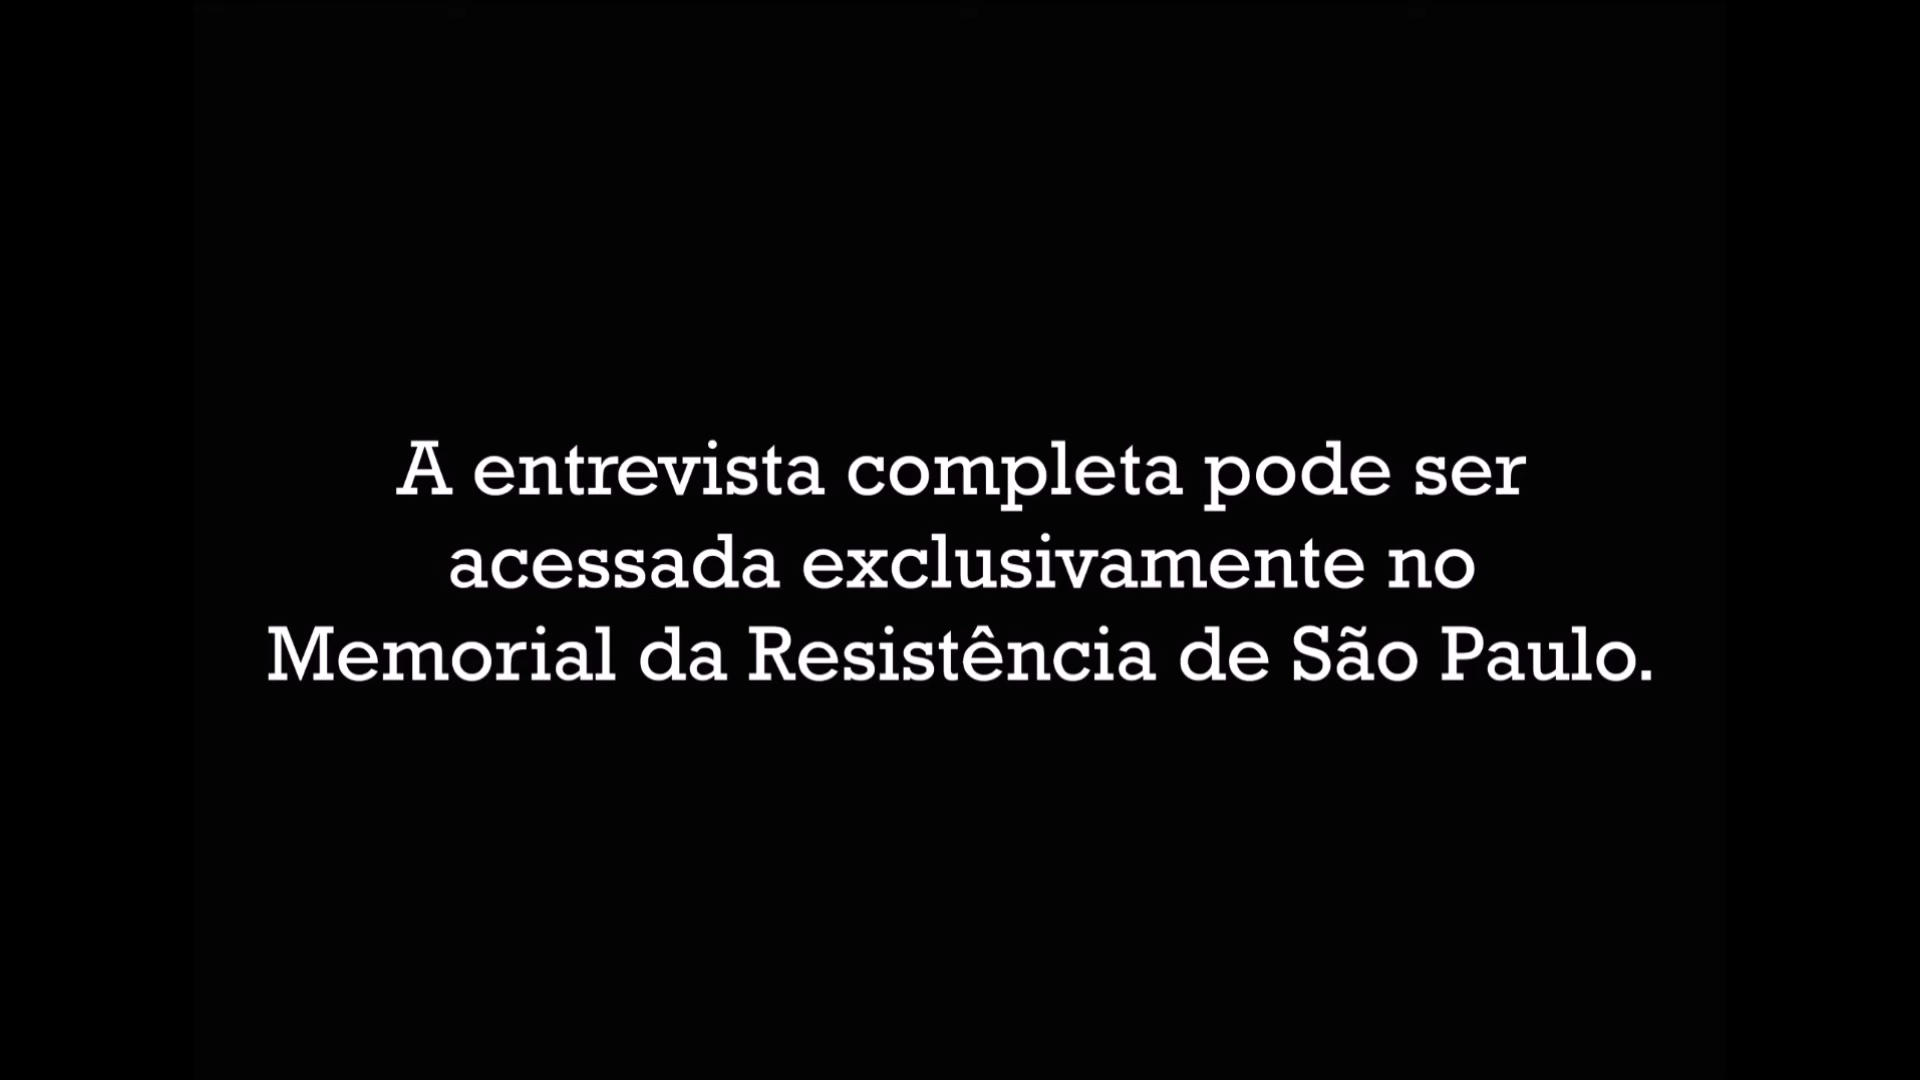 A entrevista completa pode ser
acessada exclusivamente no
Memorial da Resistência de São Paulo.